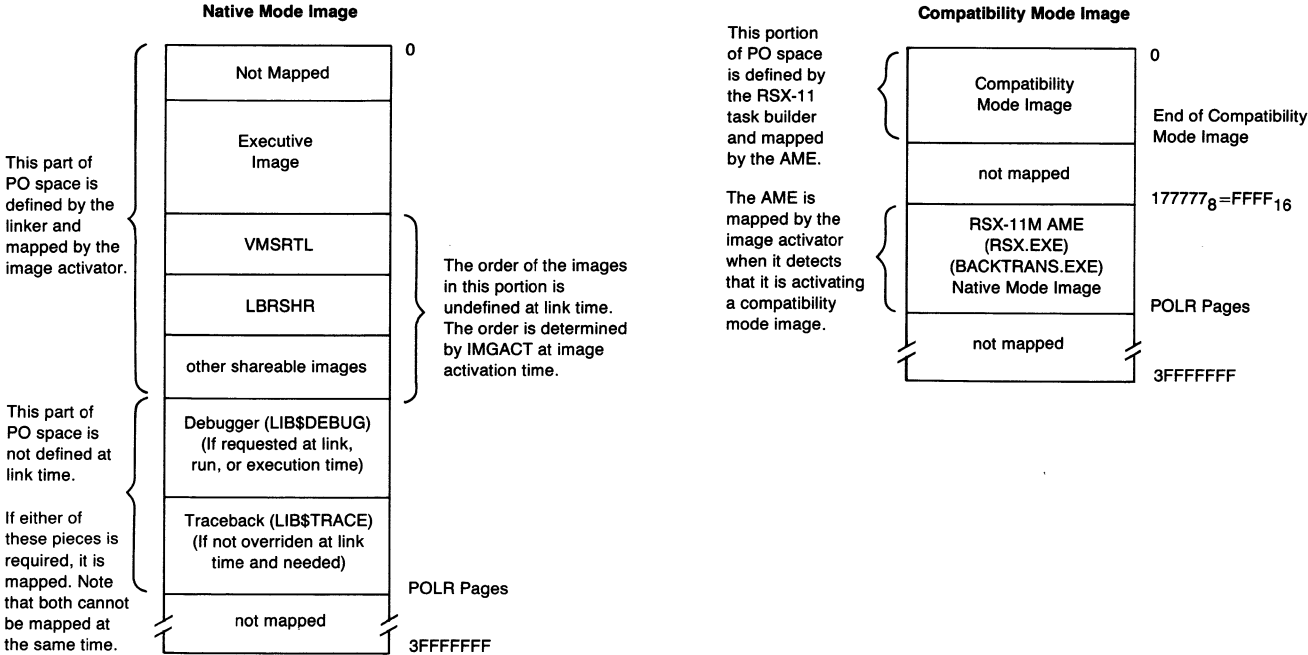 Native Mode Image
0
Not Mapped
Executive
Image
This part of
PO space is
defined by the
linker and
mapped by the
image activator.
VMSRTL
LBRSHR
other shareable images
The order of the images
in this portion is
undefined at link time.
The order is determined
by IMGACT at image
activation time.
This part of
PO space is
not defined at
link time.
If either of
these pieces is
required, it is
mapped. Note
that both cannot
be mapped at
the same time.
Debugger (LIB$DEBUG)
(If requested at link,
run, or execution time)
Traceback (LIB$TRACE)
(If not overriden at link
time and needed)
POLR Pages
not mapped
3FFFFFFF
Compatibility Mode Image
This portion
of PO space
is defined by
the RSX-11
task builder
and mapped
by the AME.
0
Compatibility
Mode Image
End of Compatibility
Mode Image
not mapped
177777₈=FFFF₁₆
The AME is
mapped by the
image activator
when it detects
that it is activating
a compatibility
mode image.
RSX-11M AME
(RSX.EXE)
(BACKTRANS.EXE)
Native Mode Image
POLR Pages
not mapped
3FFFFFFF